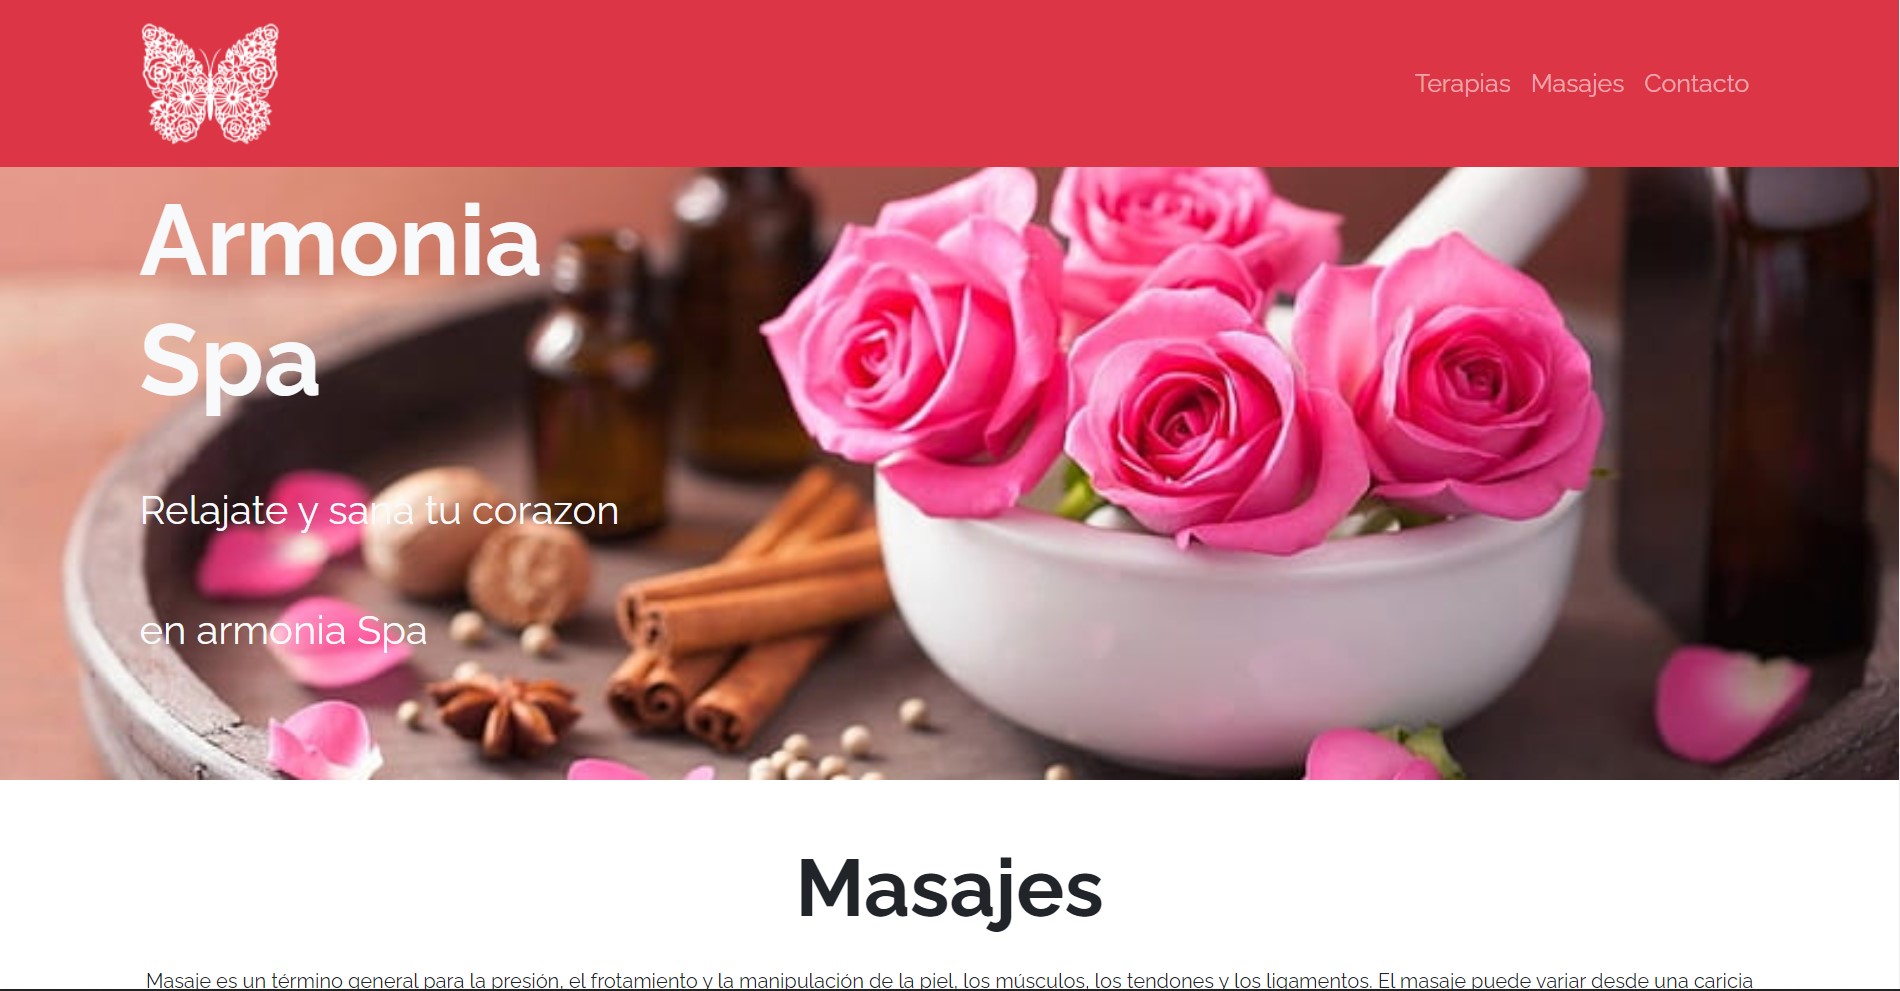 Terapias Masajes Contacto
Armonia
Spa
Relajate y sana tu corazon
en armonia Spa
Masajes
Masaje es un término general para la presión, el frotamiento y la manipulación de la piel, los músculos, los tendones y los ligamentos. El masaje puede variar desde una caricia